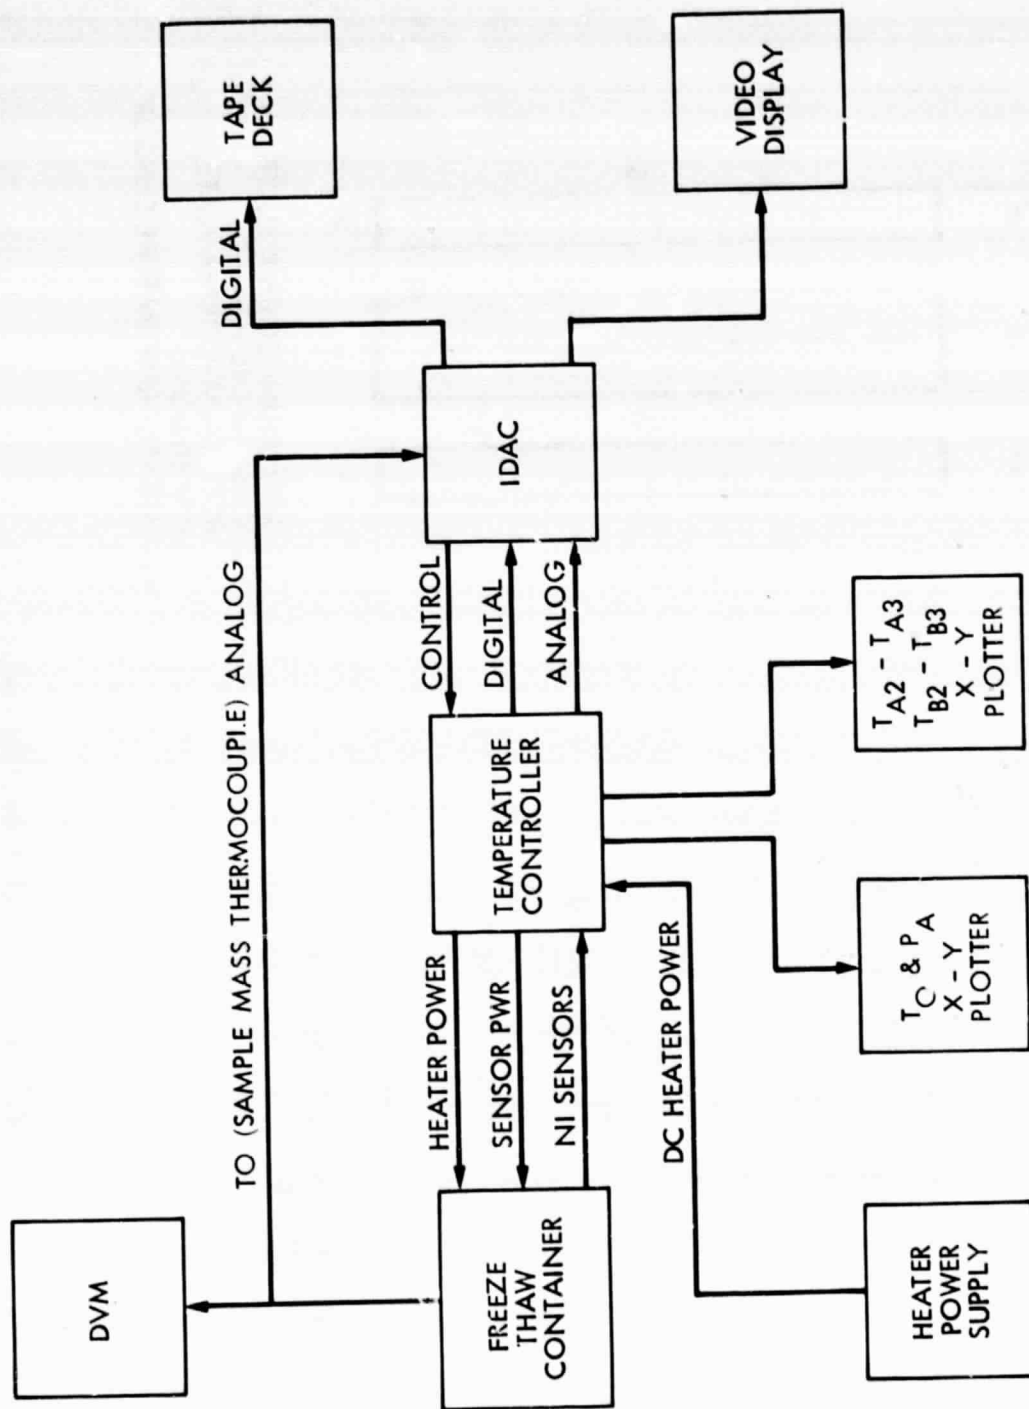 DVM
TO (SAMPLE MASS THERMOCOUPLE) ANALOG
DIGITAL
TAPE
DECK
FREEZE
THAW
CONTAINER
HEATER POWER
SENSOR PWR
NI SENSORS
TEMPERATURE
CONTROLLER
CONTROL
DIGITAL
ANALOG
IDAC
VIDEO
DISPLAY
DC HEATER POWER
HEATER
POWER
SUPPLY
TO & PA
X - Y
PLOTTER
TA2 - TA3
TB2 - TB3
X - Y
PLOTTER